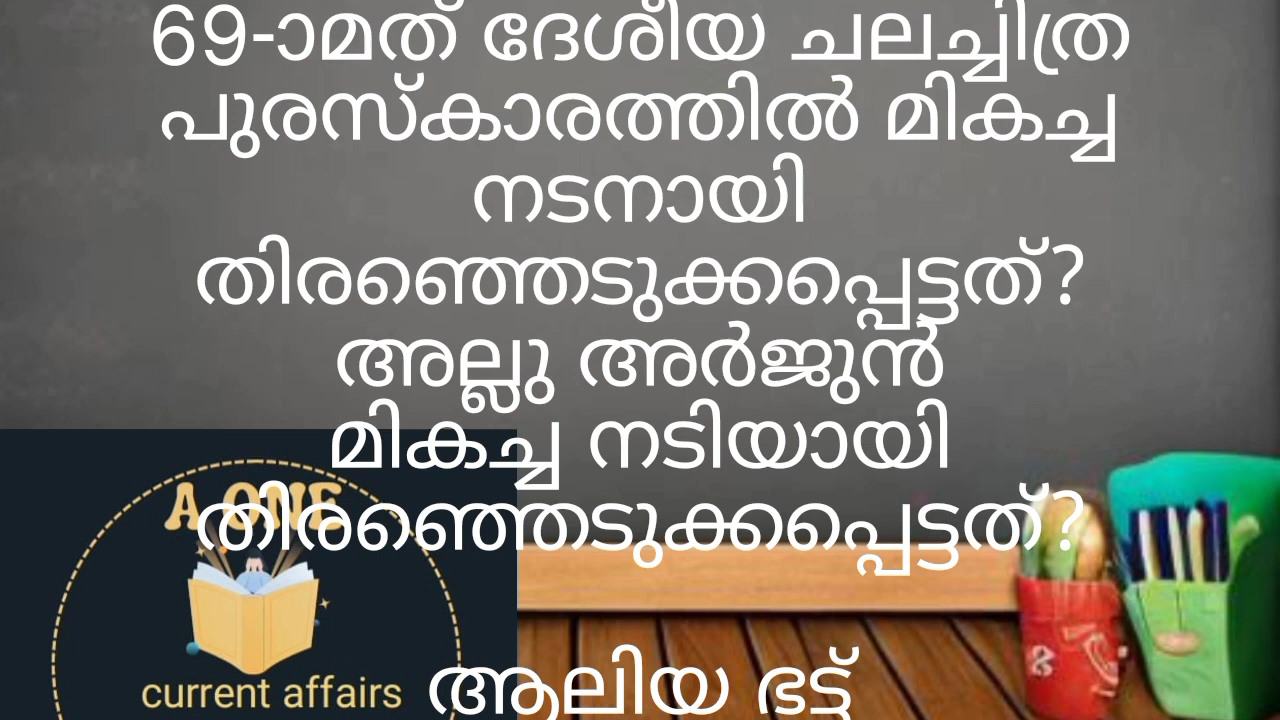 69-ാമത് ദേശീയ ചലച്ചിത്ര
പുരസ്കാരത്തിൽ മികച്ച
നടനായി
തിരഞ്ഞെടുക്കപ്പെട്ടത്?
അല്ലു അർജുൻ
മികച്ച നടിയായി
തിരഞ്ഞെടുക്കപ്പെട്ടത്?
ആലിയ ഭട്ട്
A ONE
current affairs